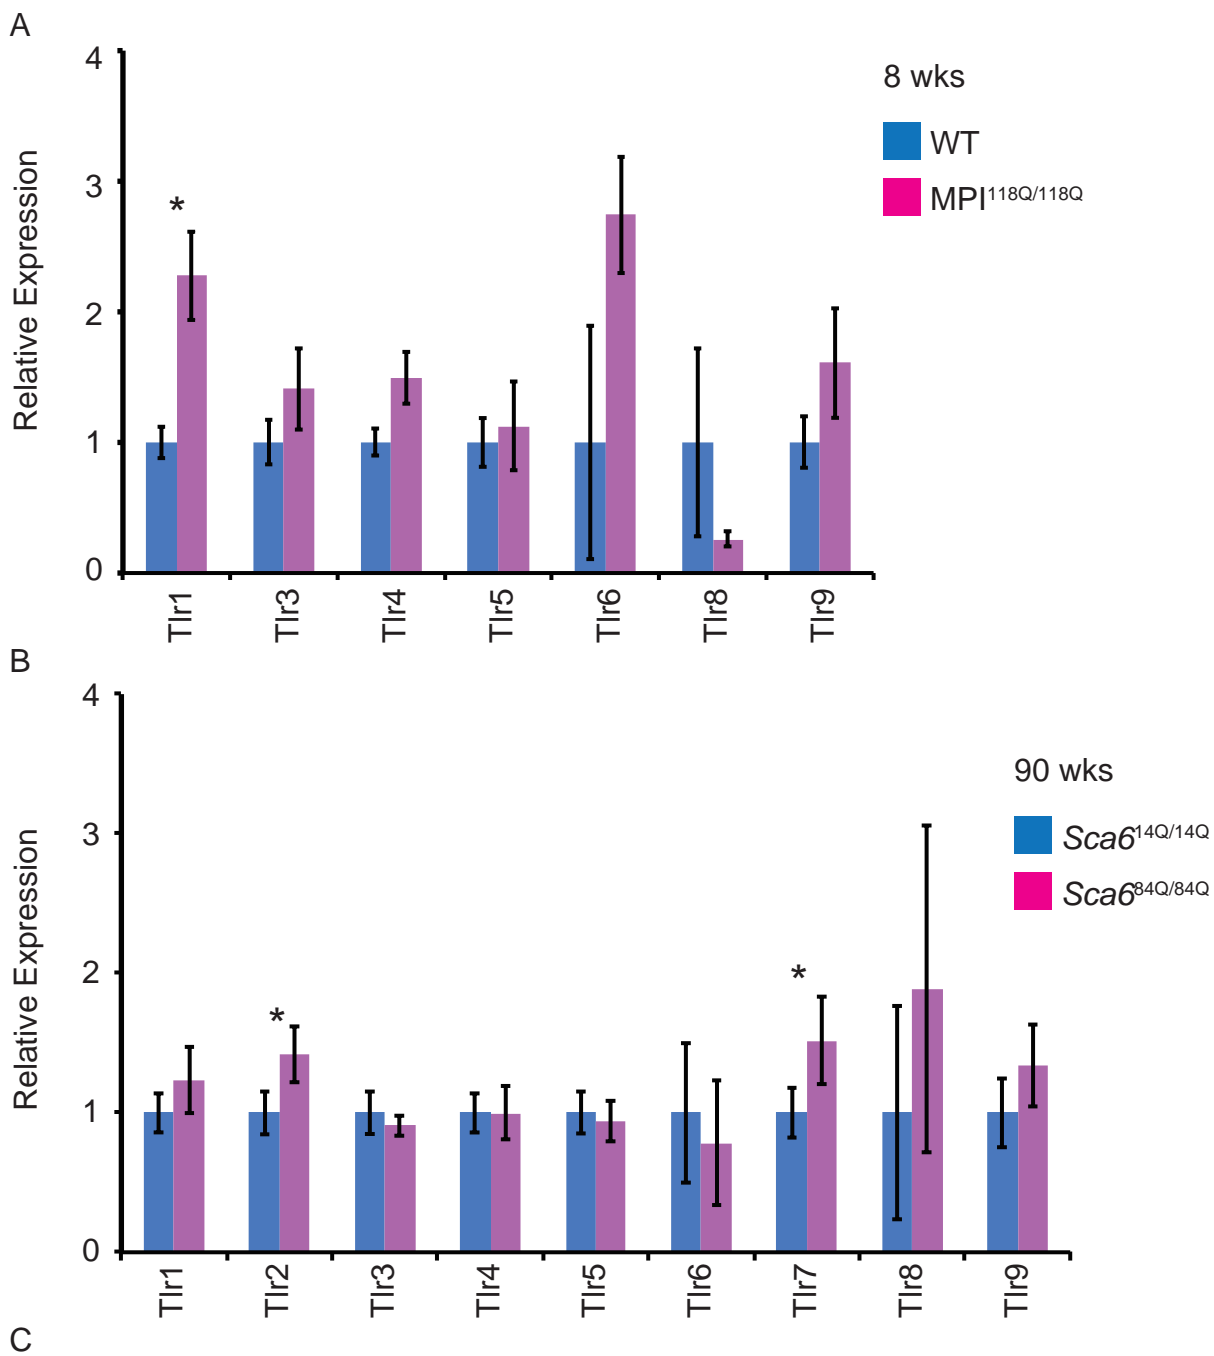 A
4
3
2
1
0
Relative Expression
*
8 wks
WT
MPI118Q/118Q
Tlr1
Tlr3
Tlr4
Tlr5
Tlr6
Tlr8
Tlr9
B
4
3
2
1
0
Relative Expression
*
*
90 wks
Sca614Q/14Q
Sca684Q/84Q
Tlr1
Tlr2
Tlr3
Tlr4
Tlr5
Tlr6
Tlr7
Tlr8
Tlr9
C